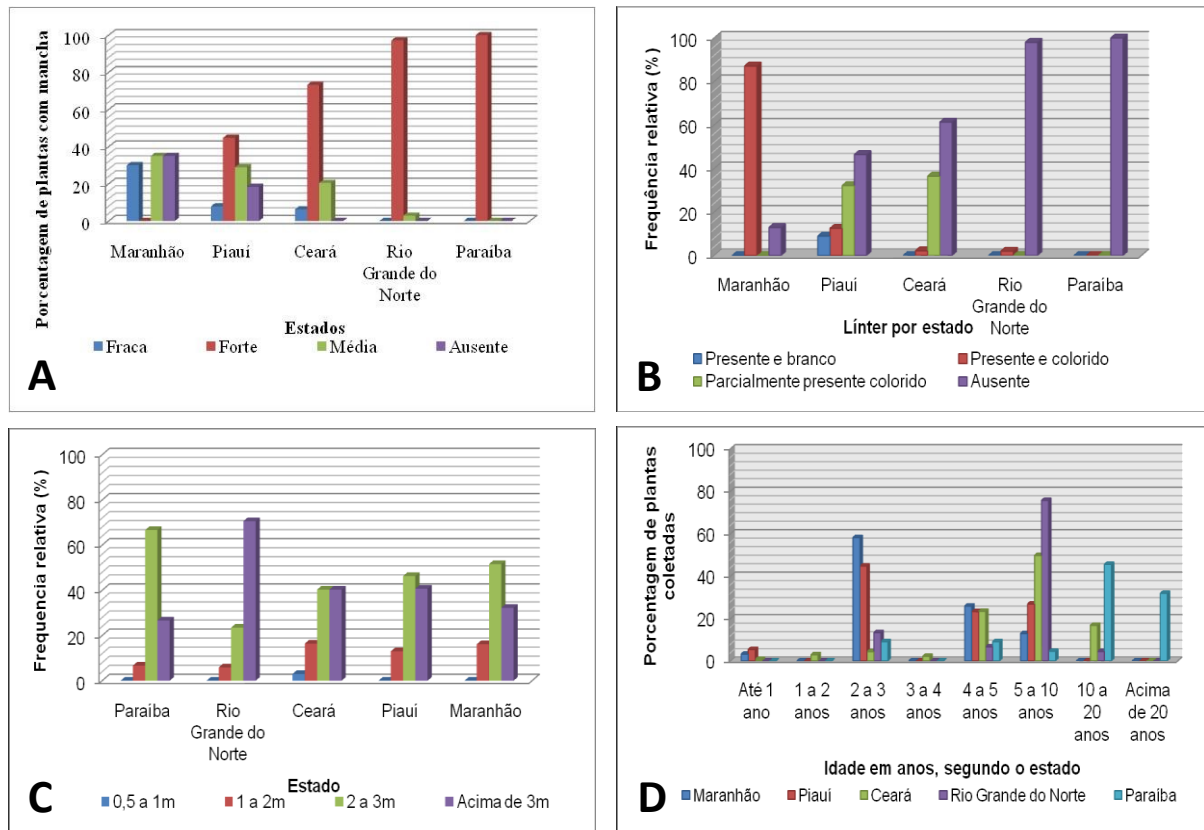 Porcentagem de plantas com mancha
100
80
60
40
20
0
Maranhão Piauí Ceará Rio Grande do Norte Paraíba
Estados
Fraca Forte Média Ausente
A
Frequência relativa (%)
100
80
60
40
20
0
Maranhão Piauí Ceará Rio Grande do Norte Paraíba
Línter por estado
Presente e branco Presente e colorido
Parcialmente presente colorido Ausente
B
Frequencia relativa (%)
100
80
60
40
20
0
Paraiba Rio Grande do Norte Ceará Piaui Maranhão
Estado
0,5 a 1m 1 a 2m 2 a 3m Acima de 3m
C
Porcentagem de plantas
coletadas
100
80
60
40
20
0
Até 1 ano 1 a 2 anos 2 a 3 anos 3 a 4 anos 4 a 5 anos 5 a 10 anos 10 a 20 anos Acima de 20 anos
Idade em anos, segundo o estado
Maranhão Piauí Ceará Rio Grande do Norte Paraíba
D